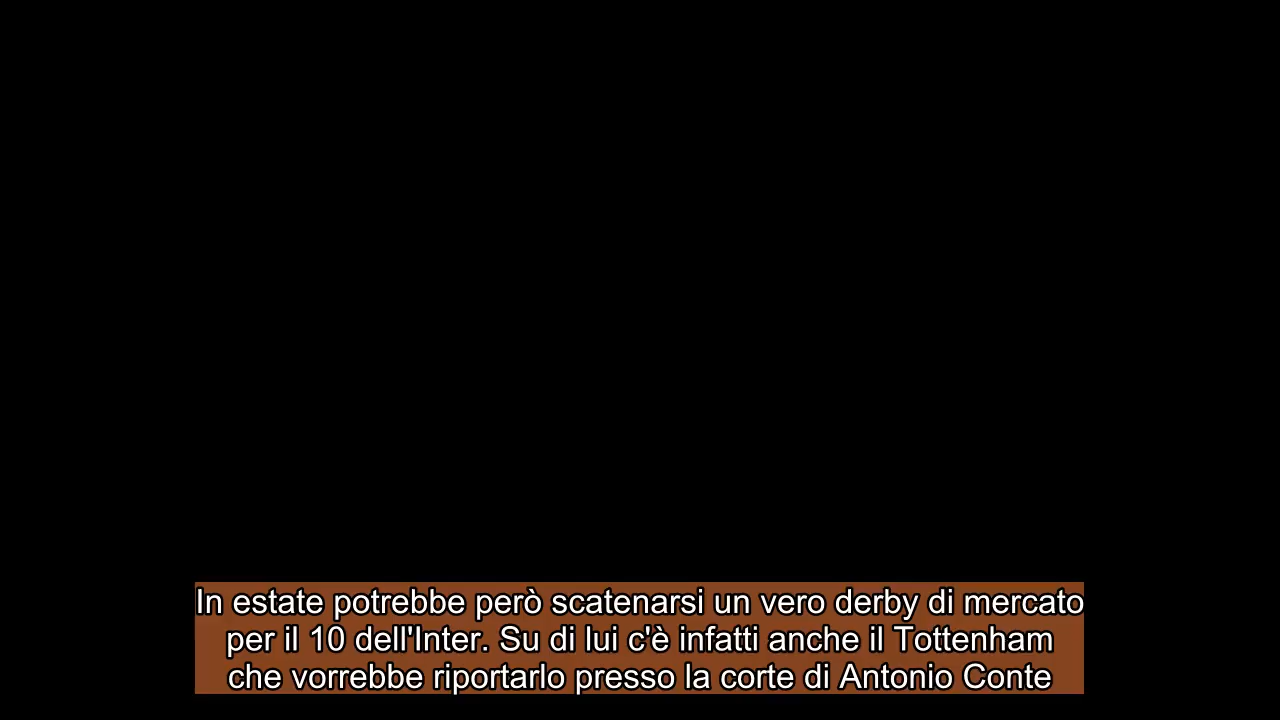 In estate potrebbe però scatenarsi un vero derby di mercato
per il 10 dell'Inter. Su di lui c'è infatti anche il Tottenham
che vorrebbe riportarlo presso la corte di Antonio Conte